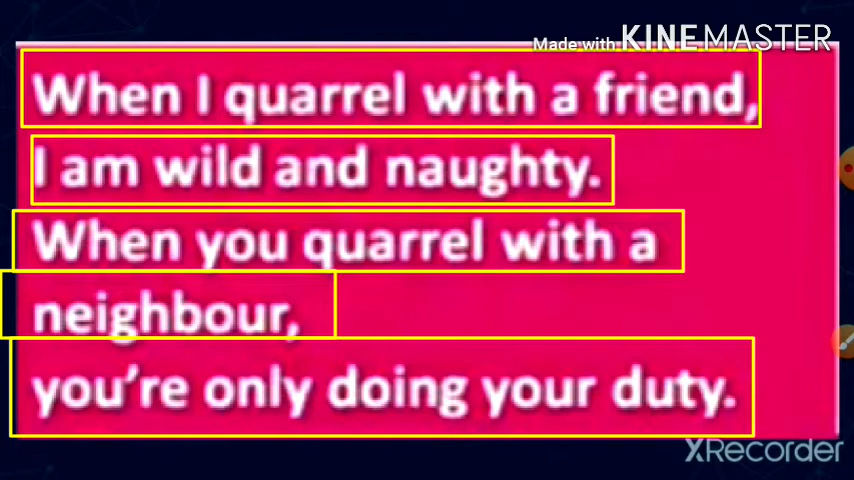 Made with KINEMASTER
When I quarrel with a friend,
I am wild and naughty.
When you quarrel with a
neighbour,
you're only doing your duty.
XRecorder